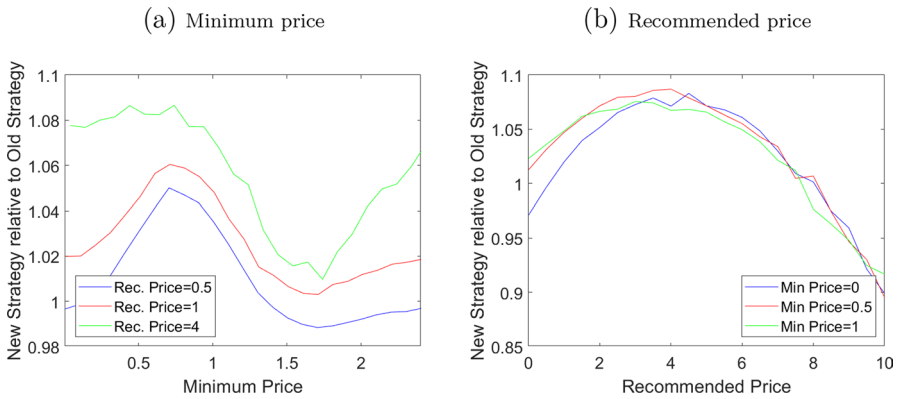 (a) Minimum price
New Strategy relative to Old Strategy
1.1
1.08
1.06
1.04
1.02
1
0.98
0.5
1
1.5
2
Minimum Price
Rec. Price=0.5
Rec. Price=1
Rec. Price=4
(b) Recommended price
New Strategy relative to Old Strategy
1.1
1.05
1
0.95
0.9
0.85
0
2
4
6
8
10
Recommended Price
Min Price=0
Min Price=0.5
Min Price=1